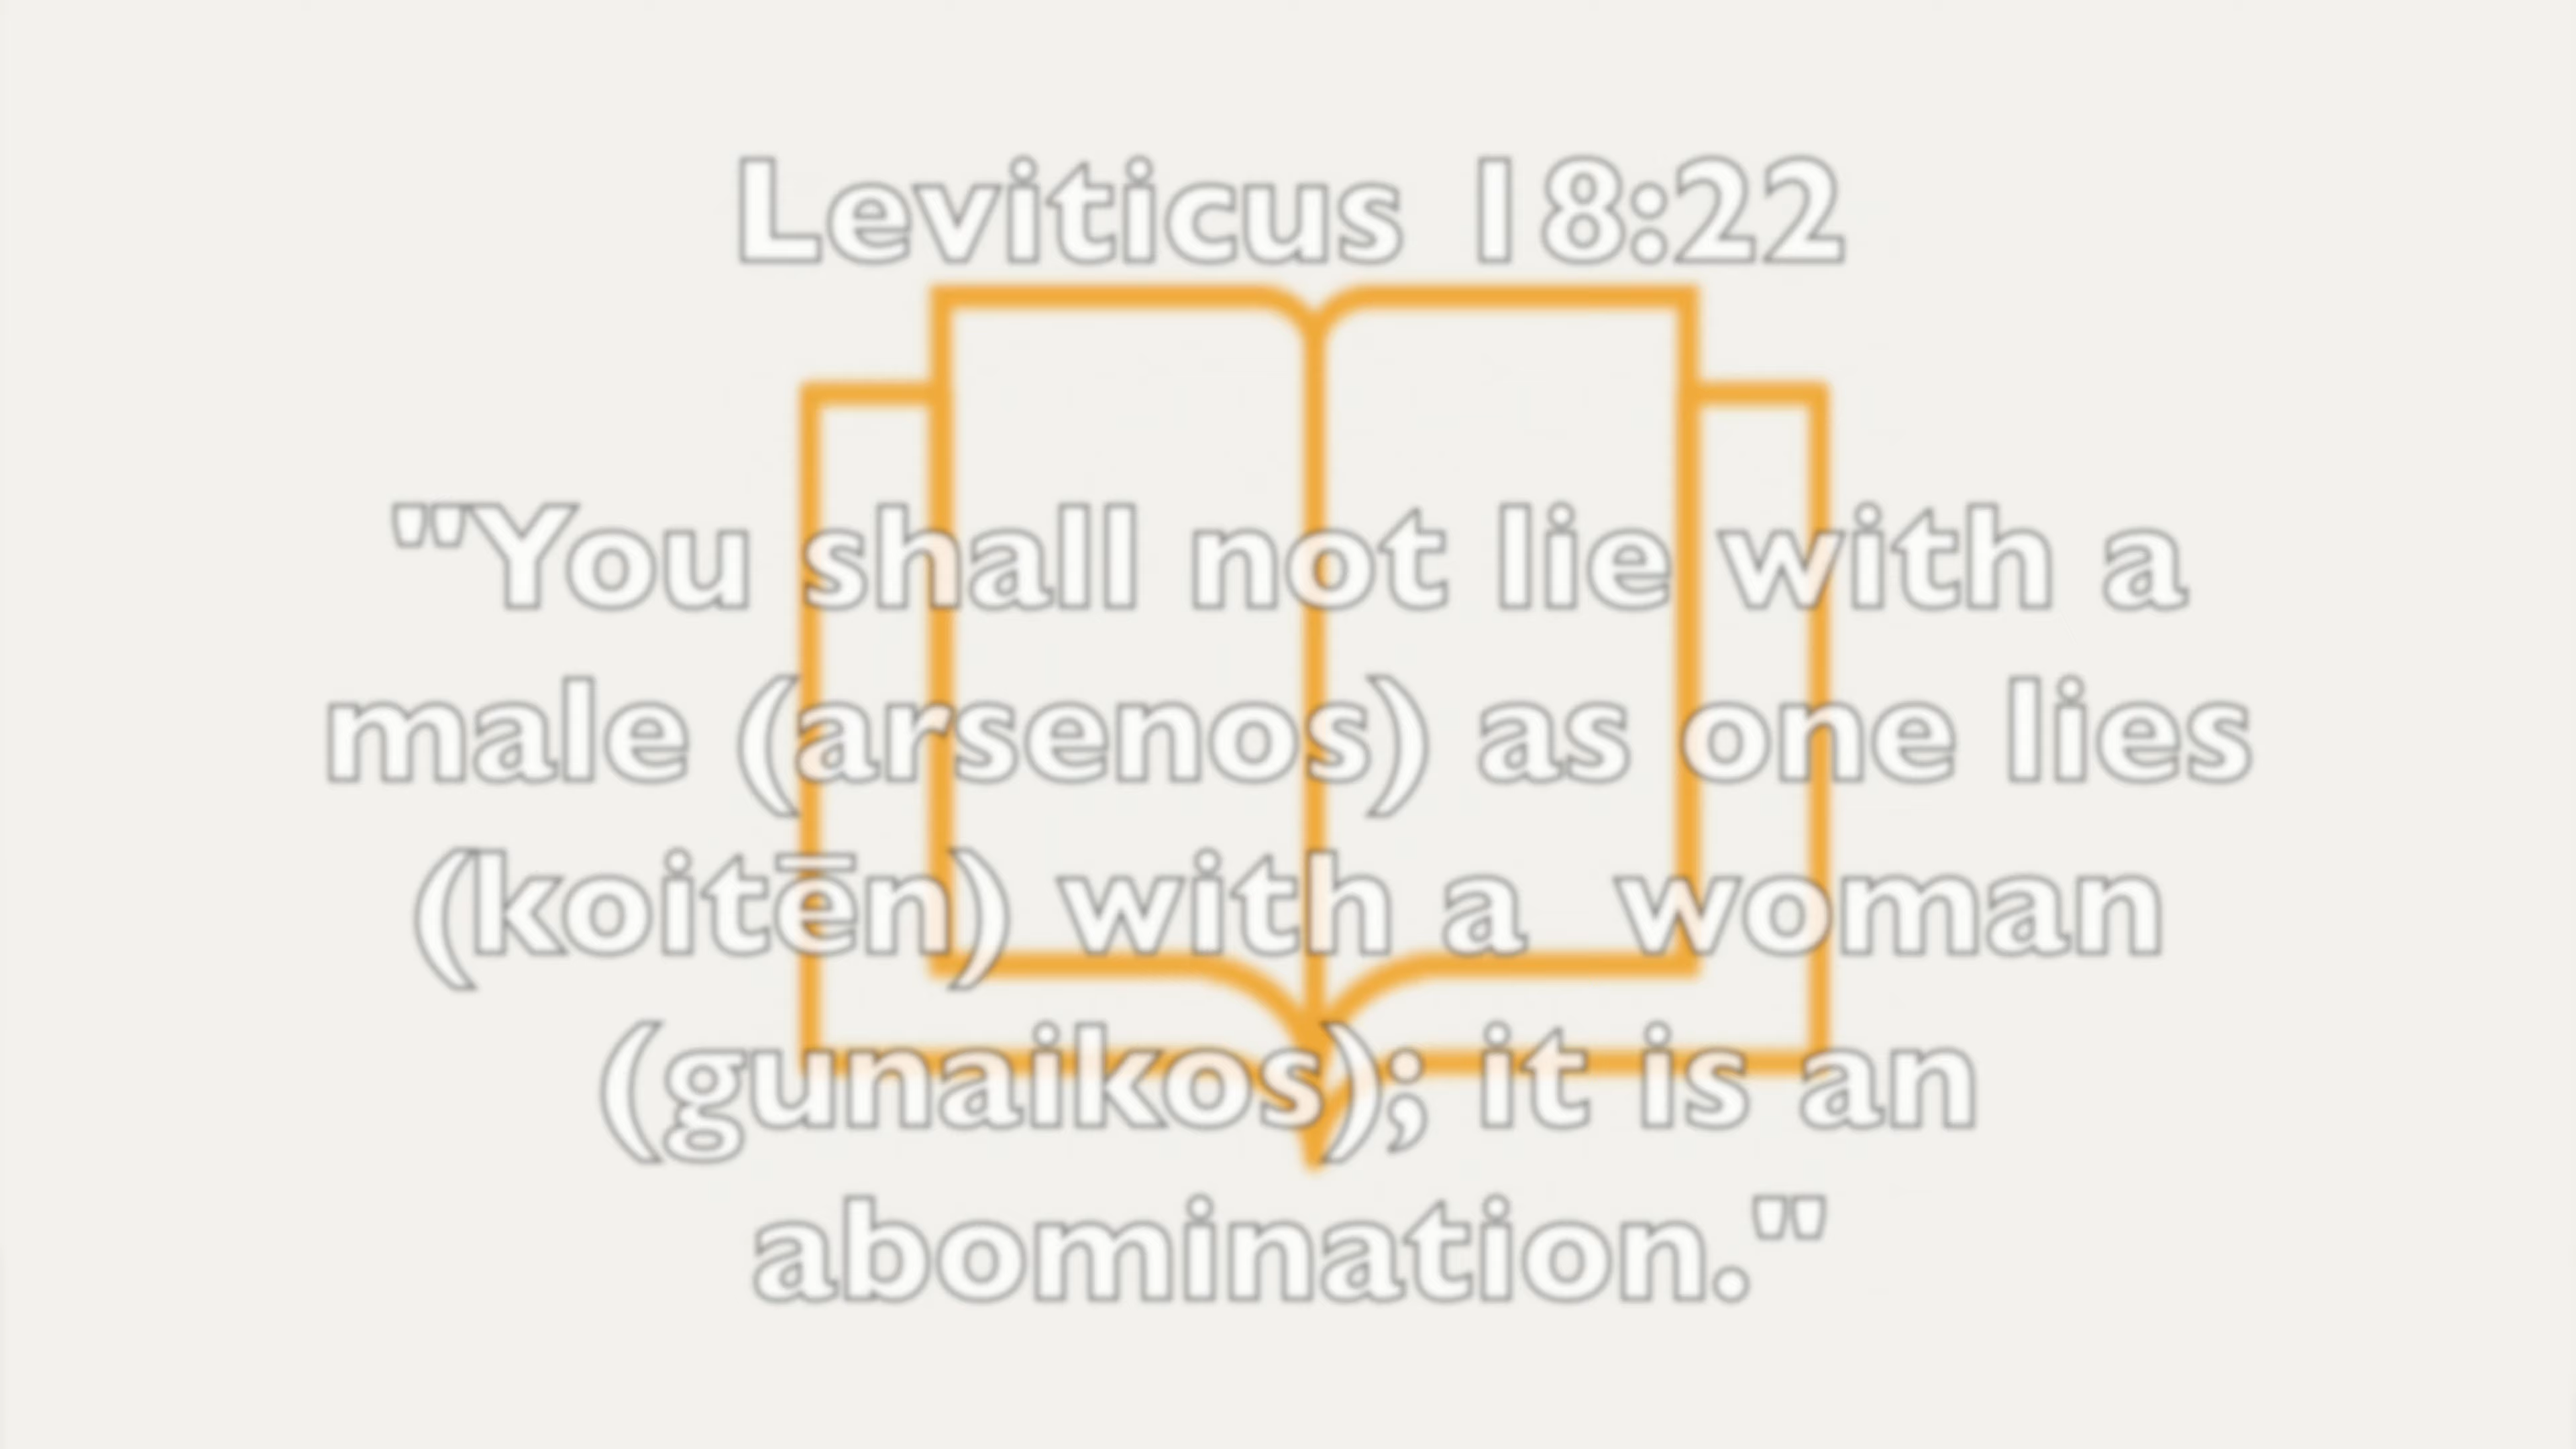 Leviticus 18:22
"You shall not lie with a
male (arsenos) as one lies
(koitēn) with a  woman
(gunaikos); it is an
abomination."